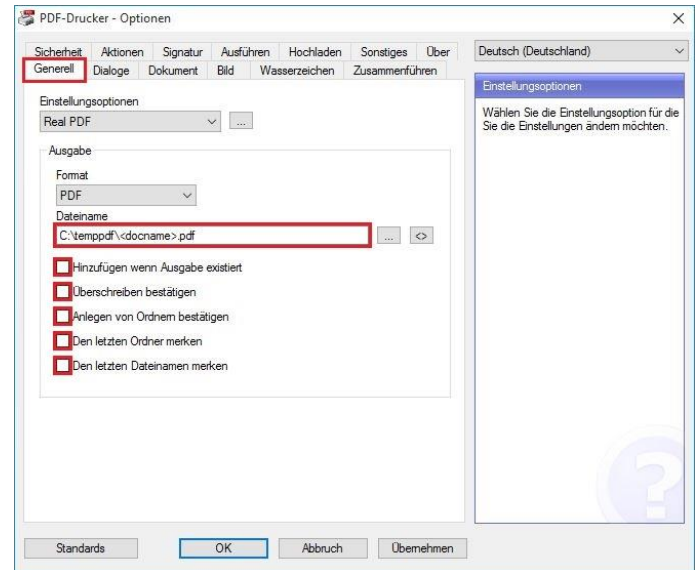 PDF-Drucker - Optionen
Sicherheit Aktionen Signatur Ausführen Hochladen Sonstiges Über
Generell Dialoge Dokument Bild Wasserzeichen Zusammenführen
Einstellungsoptionen
Real PDF
...
Ausgabe
Format
PDF
Dateiname
C:\temppdf\<docname>.pdf
... <>
Hinzufügen wenn Ausgabe existiert
Überschreiben bestätigen
Anlegen von Ordnern bestätigen
Den letzten Ordner merken
Den letzten Dateinamen merken
Deutsch (Deutschland)
Einstellungsoptionen
Wählen Sie die Einstellungsoption für die
Sie die Einstellungen ändern möchten.
Standards OK Abbruch Übernehmen